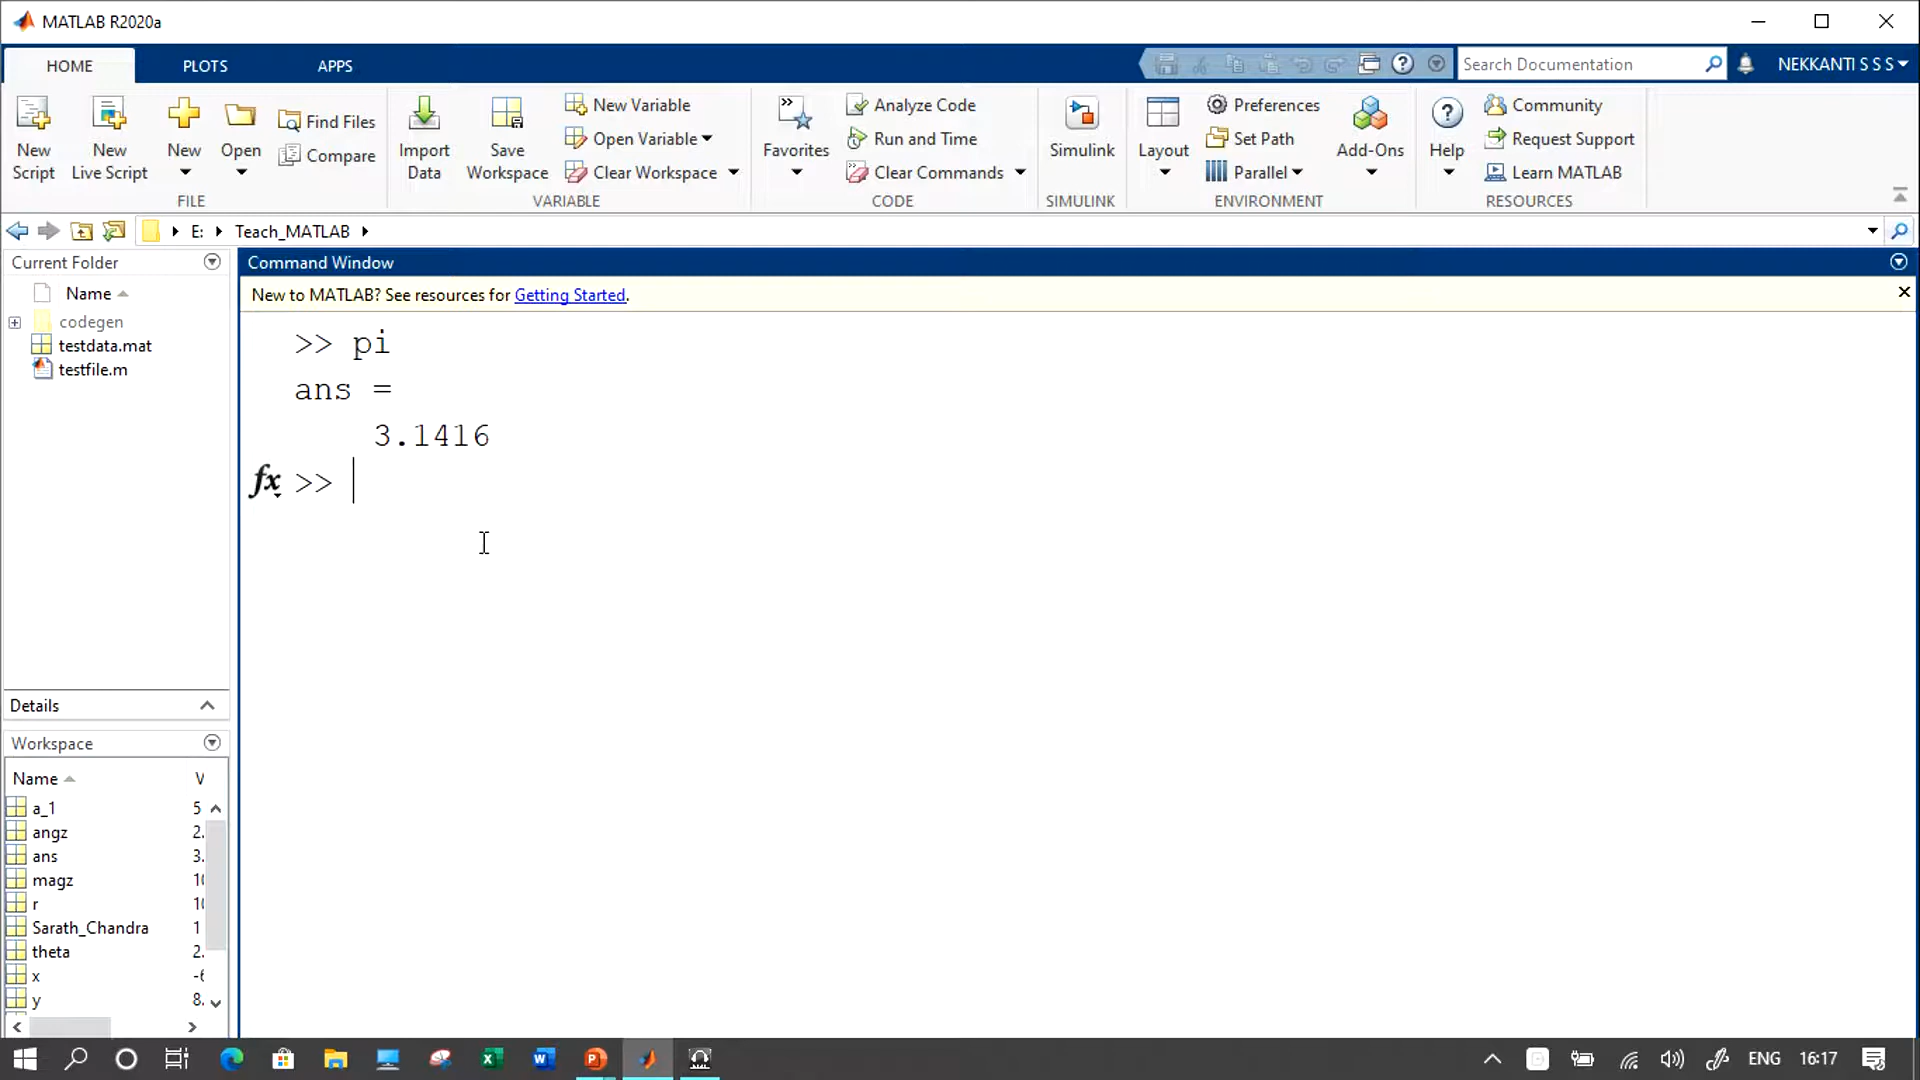 MATLAB R2020a
HOME PLOTS APPS Search Documentation NEKKANTI S S S
New Script
New Live Script
New
Open
Find Files
Compare
FILE
Import Data
Save Workspace
New Variable
Open Variable
Clear Workspace
VARIABLE
Favorites
Analyze Code
Run and Time
Clear Commands
CODE
Simulink
SIMULINK
Layout
Preferences
Set Path
Parallel
Add-Ons
ENVIRONMENT
Help
Community
Request Support
Learn MATLAB
RESOURCES
E: Teach_MATLAB
Current Folder
Name
codegen
testdata.mat
testfile.m
Details
Workspace
Name V
a_1 5
angz 2.
ans 3.
magz 10
r 10
Sarath_Chandra 1
theta 2.
x -6
y 8.
Command Window
New to MATLAB? See resources for Getting Started.
>> pi
ans =
3.1416
fx >>
ENG 16:17